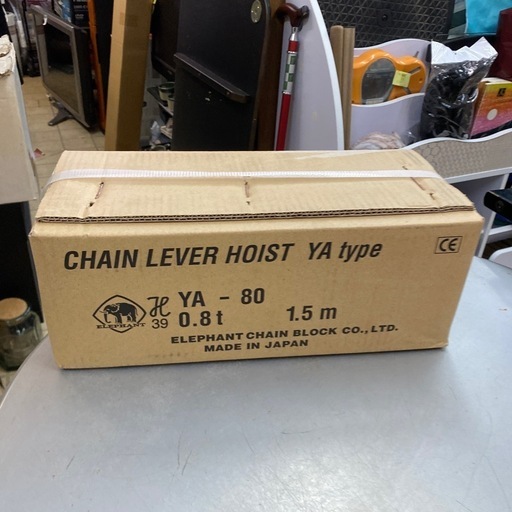 CHAIN LEVER HOIST YA type
CE
ELEPHANT
H
39
YA - 80
0.8t 1.5 m
ELEPHANT CHAIN BLOCK CO., LTD.
MADE IN JAPAN